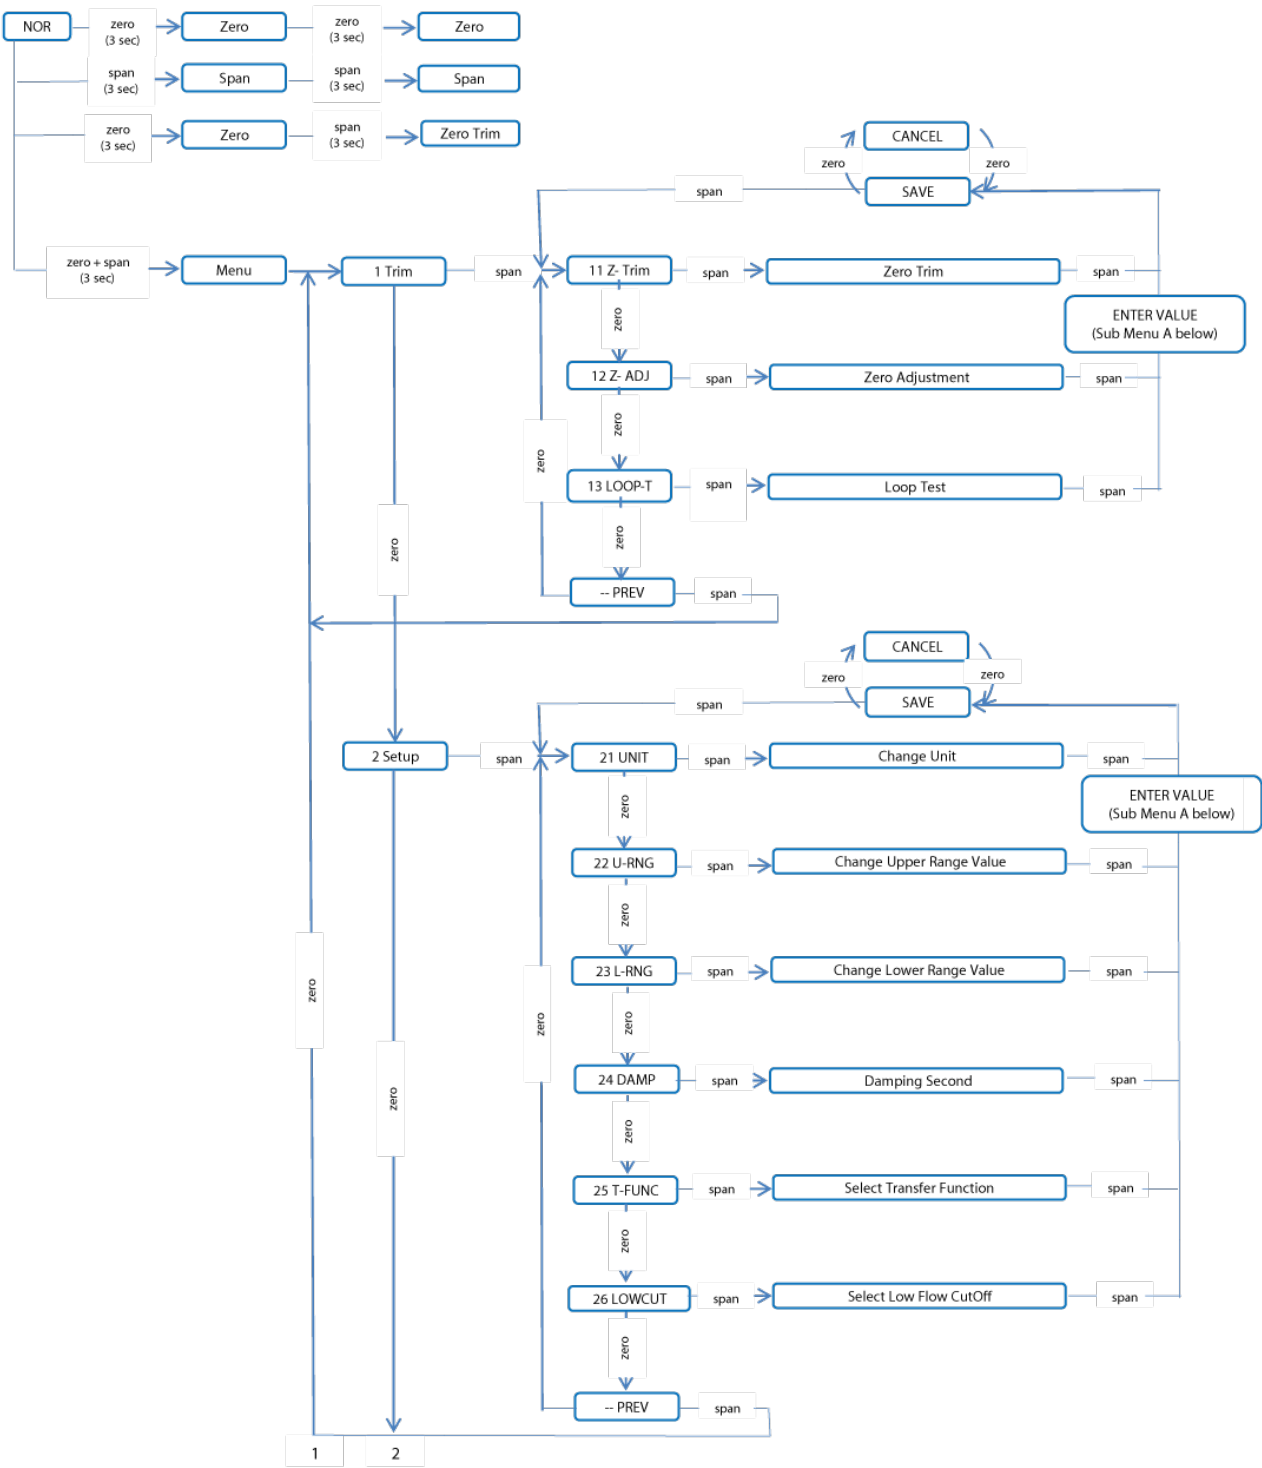 NOR
zero
(3 sec)
Zero
zero
(3 sec)
Zero
span
(3 sec)
Span
span
(3 sec)
Span
zero
(3 sec)
Zero
span
(3 sec)
Zero Trim
CANCEL
zero
zero
SAVE
span
zero + span
(3 sec)
Menu
1 Trim
span
11 Z- Trim
span
Zero Trim
span
ENTER VALUE
(Sub Menu A below)
zero
12 Z- ADJ
span
Zero Adjustment
span
zero
zero
13 LOOP-T
span
Loop Test
span
zero
zero
-- PREV
span
CANCEL
zero
zero
SAVE
span
2 Setup
span
21 UNIT
span
Change Unit
span
ENTER VALUE
(Sub Menu A below)
zero
22 U-RNG
span
Change Upper Range Value
span
zero
23 L-RNG
span
Change Lower Range Value
span
zero
zero
zero
24 DAMP
span
Damping Second
span
zero
zero
25 T-FUNC
span
Select Transfer Function
span
zero
26 LOWCUT
span
Select Low Flow CutOff
span
zero
-- PREV
span
1
2